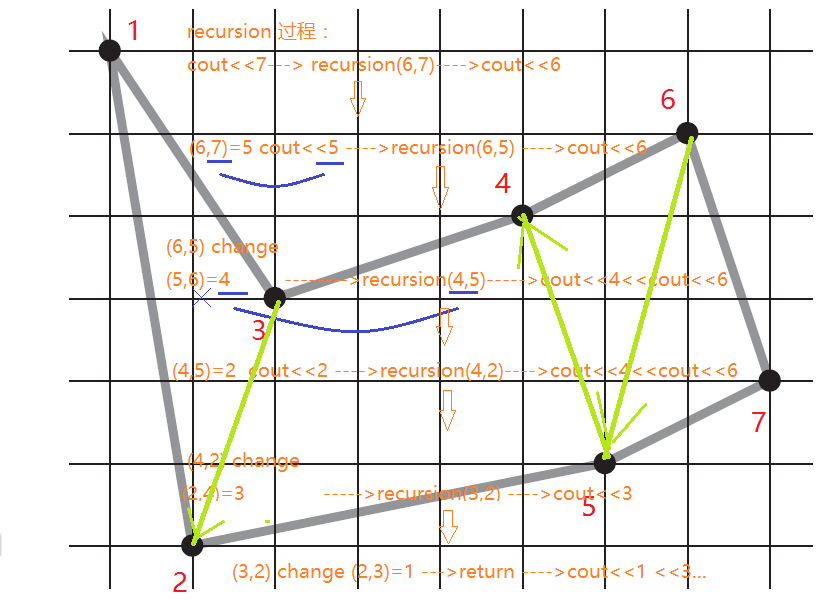 1
recursion 过程：
cout<<7---> recursion(6,7)---->cout<<6
6
(6,7)=5 cout<<5 ---->recursion(6,5) ---->cout<<6
4
(6,5) change
(5,6)=4 -------->recursion(4,5)----->cout<<4<<cout<<6
3
(4,5)=2 cout<<2 ---->recursion(4,2)---->cout<<4<<cout<<6
7
(4,2) change
(2,4)=3 ----->recursion(3,2) ---->cout<<3
5
2
(3,2) change (2,3)=1 --->return ---->cout<<1 <<3...